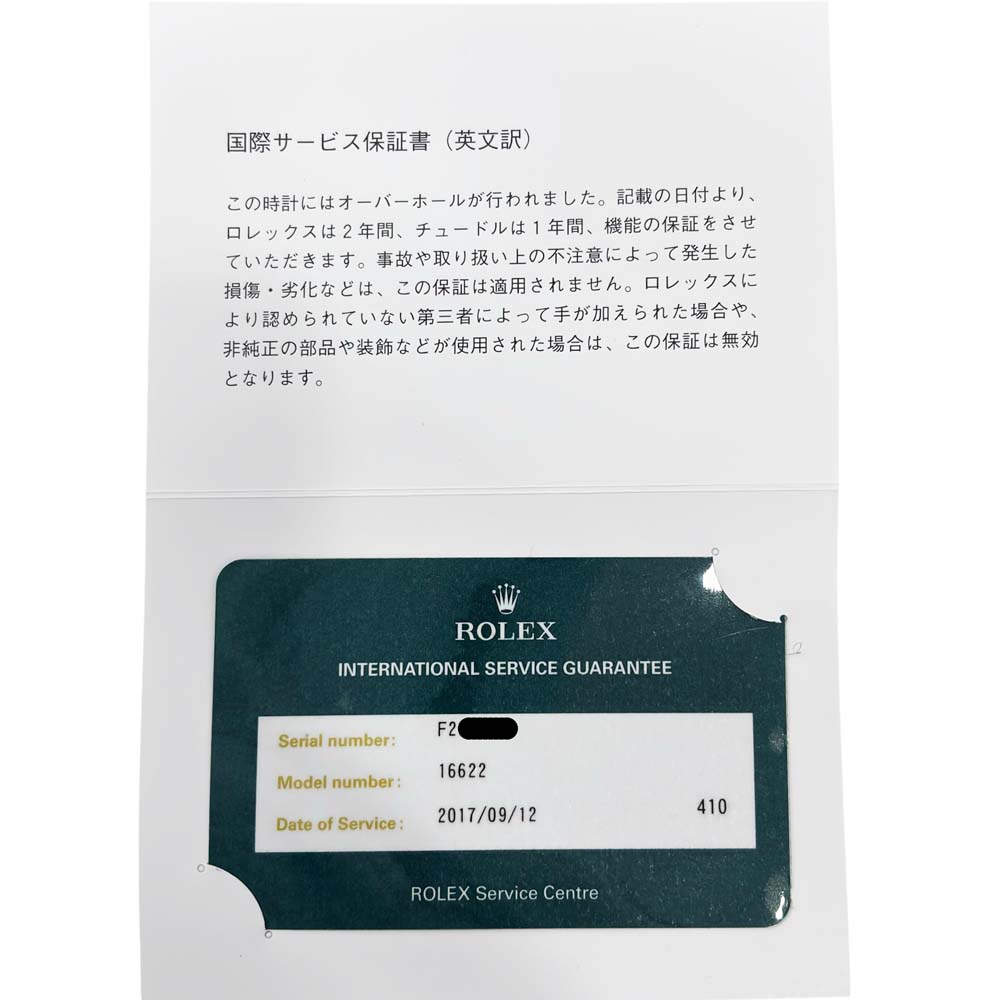 国際サービス保証書（英文訳）
この時計にはオーバーホールが行われました。記載の日付より、
ロレックスは２年間、チュードルは１年間、機能の保証をさせ
ていただきます。事故や取り扱い上の不注意によって発生した
損傷・劣化などは、この保証は適用されません。ロレックスに
より認められていない第三者によって手が加えられた場合や、
非純正の部品や装飾などが使用された場合は、この保証は無効
となります。
ROLEX
INTERNATIONAL SERVICE GUARANTEE
Serial number: F2
Model number: 16622
Date of Service: 2017/09/12 410
ROLEX Service Centre